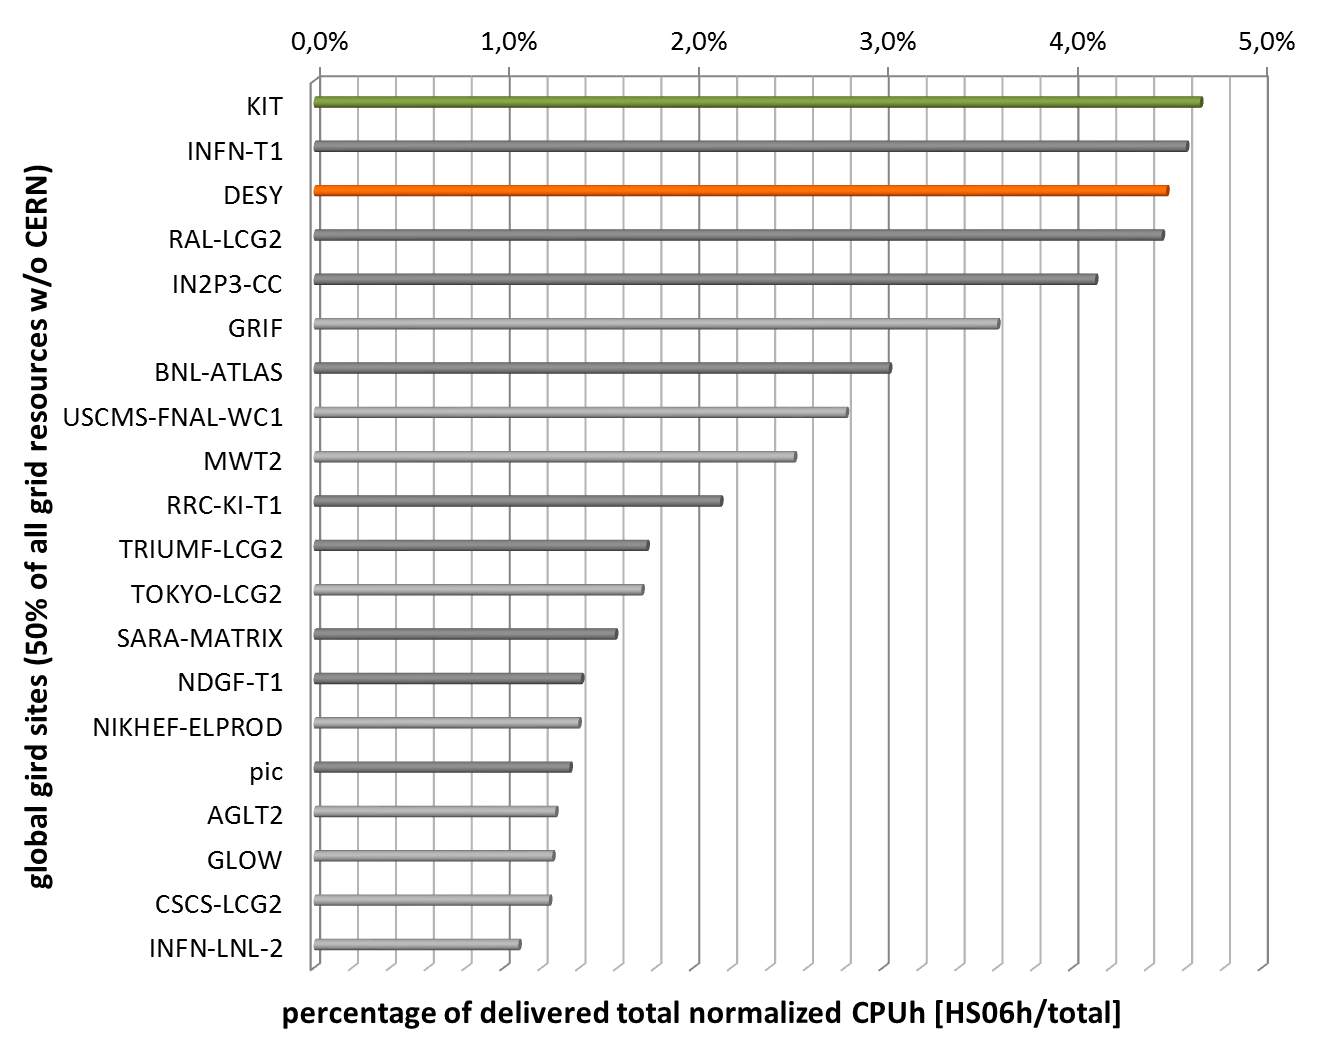 0,0% 1,0% 2,0% 3,0% 4,0% 5,0%
KIT
INFN-T1
DESY
RAL-LCG2
IN2P3-CC
GRIF
BNL-ATLAS
USCMS-FNAL-WC1
MWT2
RRC-KI-T1
TRIUMF-LCG2
TOKYO-LCG2
SARA-MATRIX
NDGF-T1
NIKHEF-ELPROD
pic
AGLT2
GLOW
CSCS-LCG2
INFN-LNL-2
global gird sites (50% of all grid resources w/o CERN)
percentage of delivered total normalized CPUh [HS06h/total]